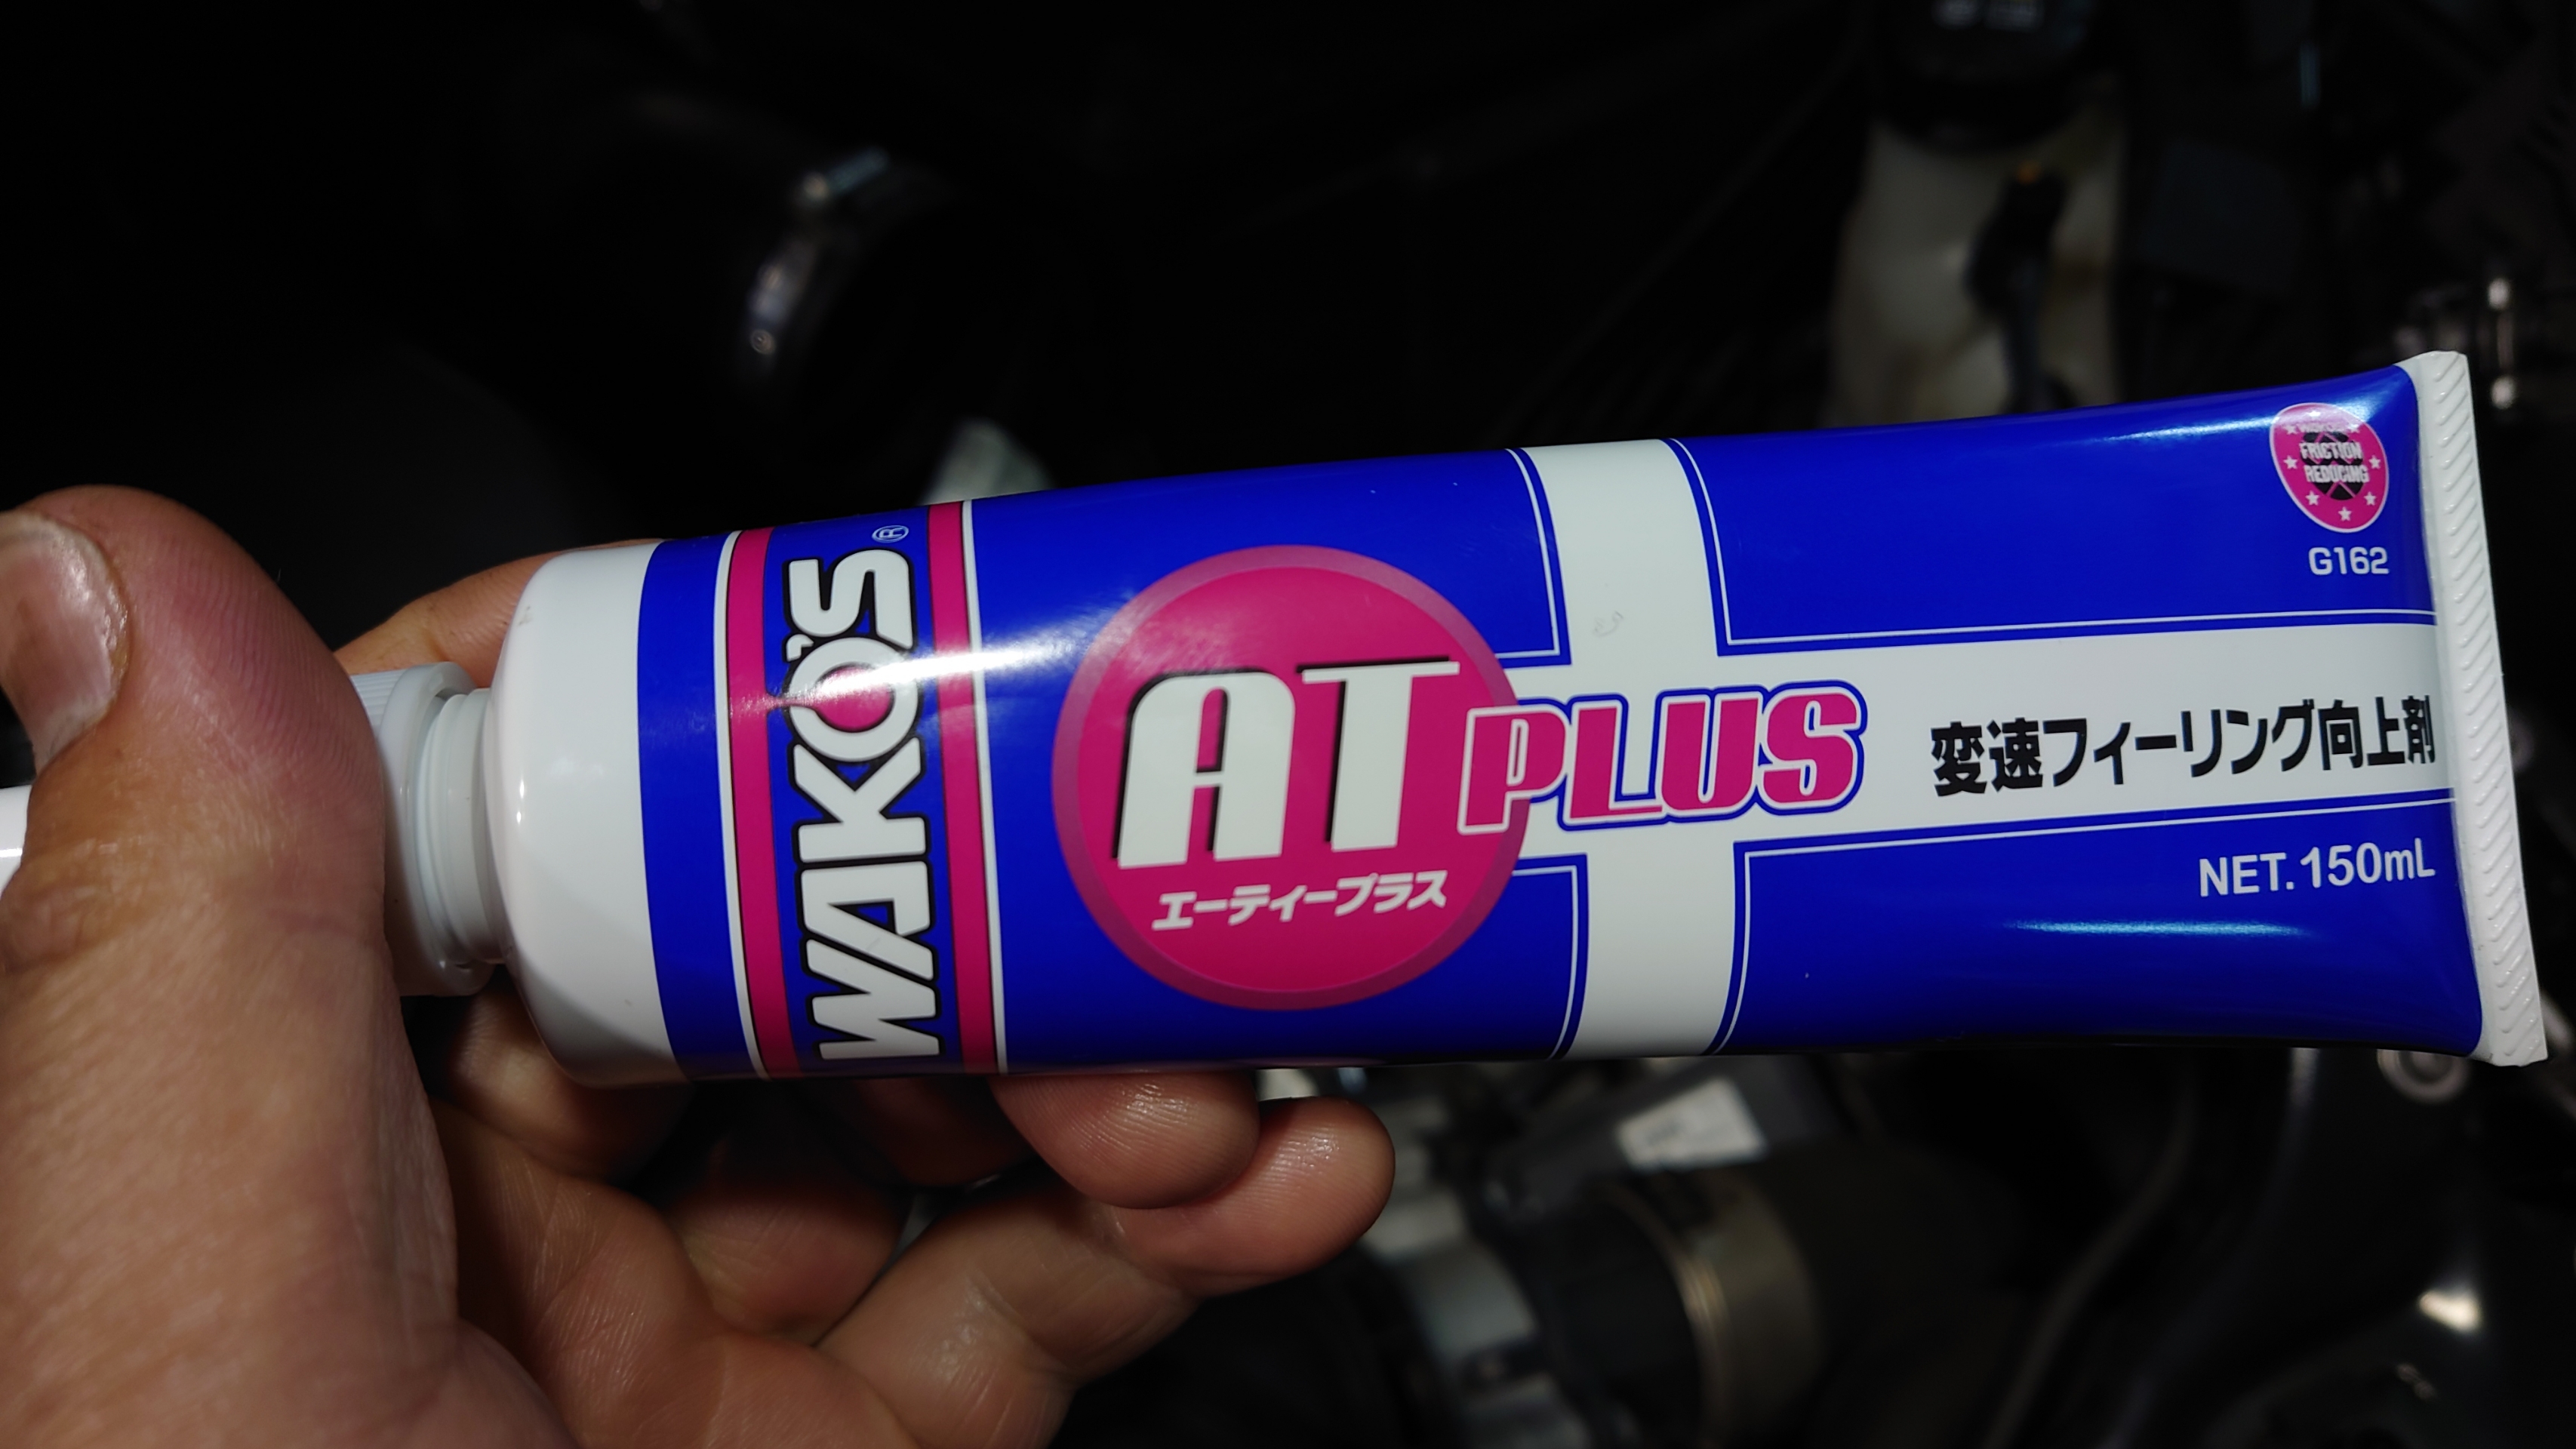 WAKO'S®
AT PLUS
エーティープラス
変速フィーリング向上剤
NET. 150mL
FRICTION
REDUCING
G162